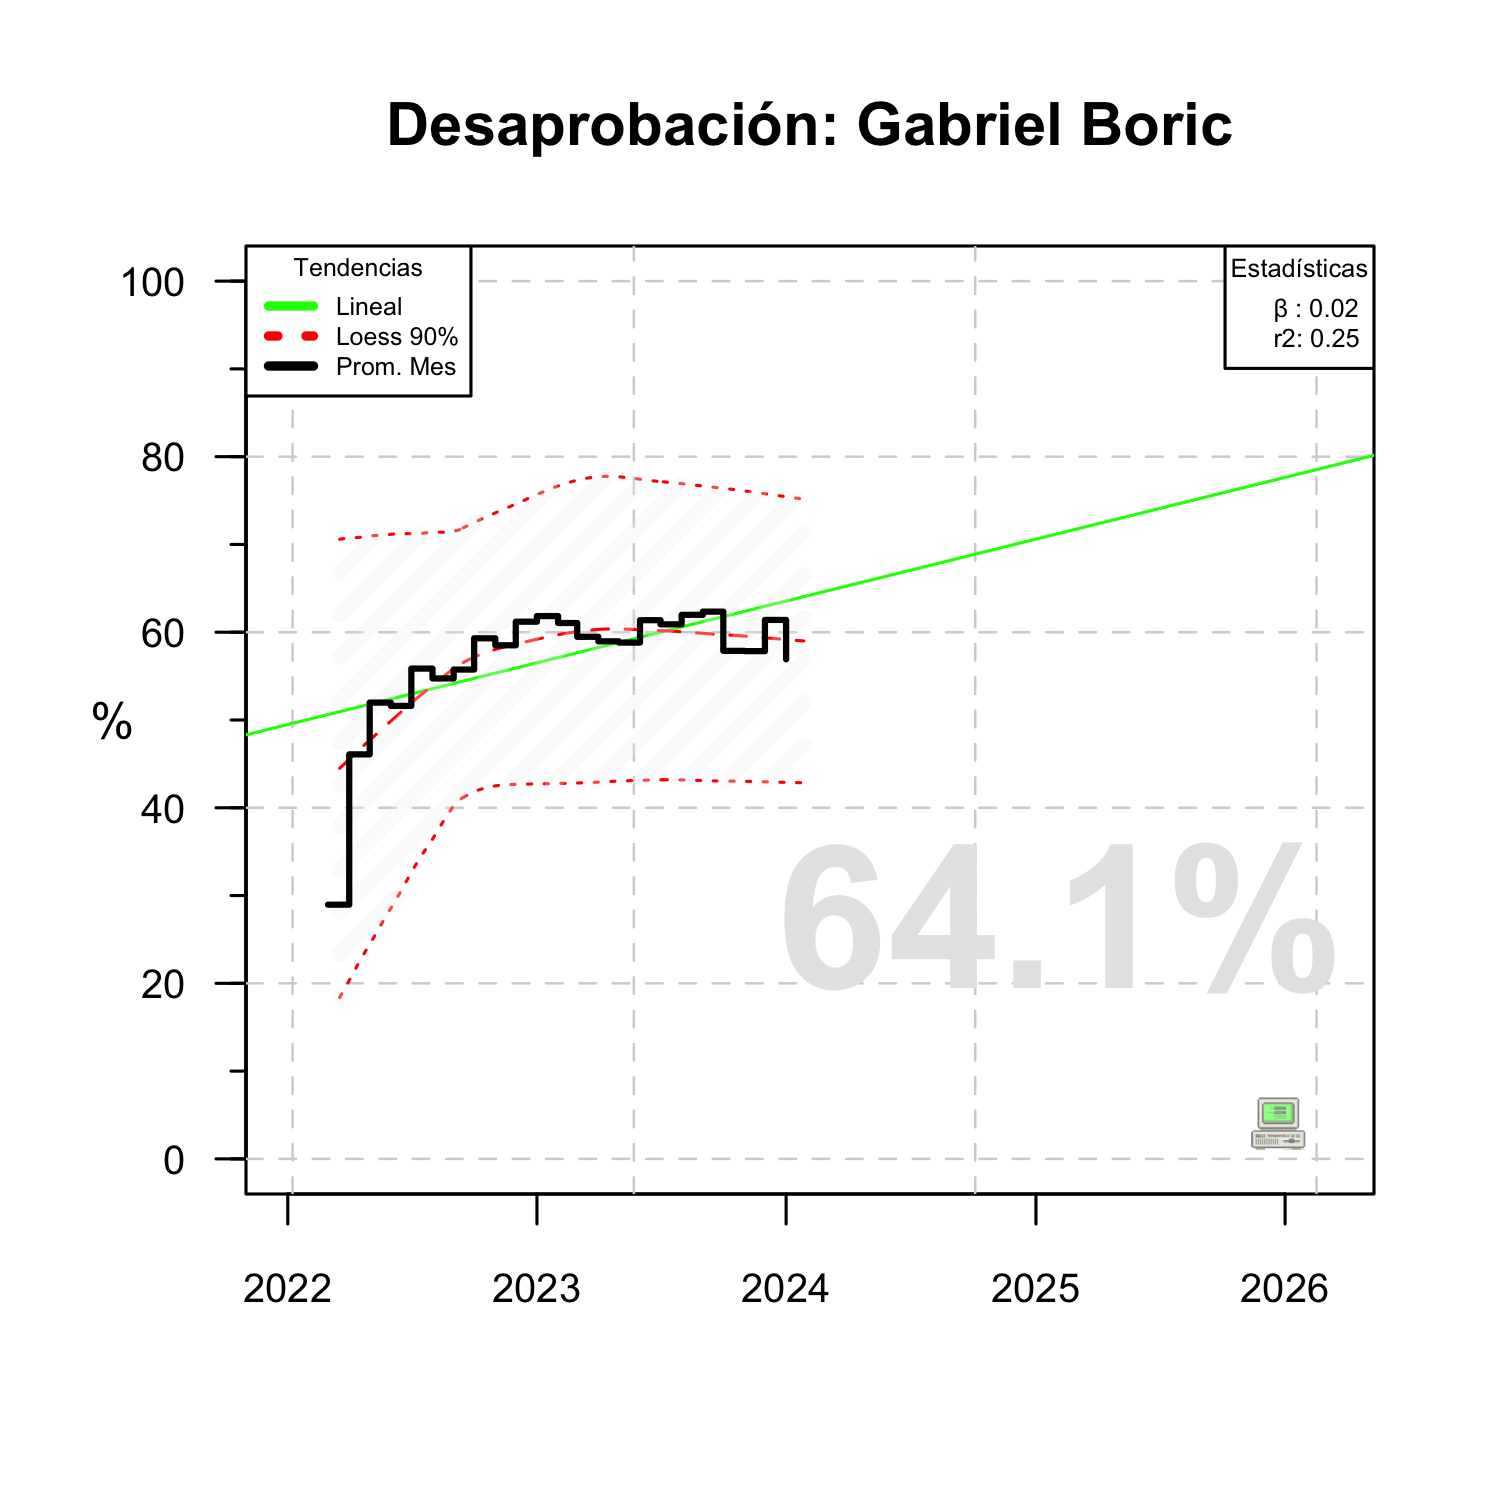 Desaprobación: Gabriel Boric
Tendencias
Lineal
Loess 90%
Prom. Mes
Estadísticas
β : 0.02
r2: 0.25
100
80
60
40
20
0
%
64.1%
2022 2023 2024 2025 2026